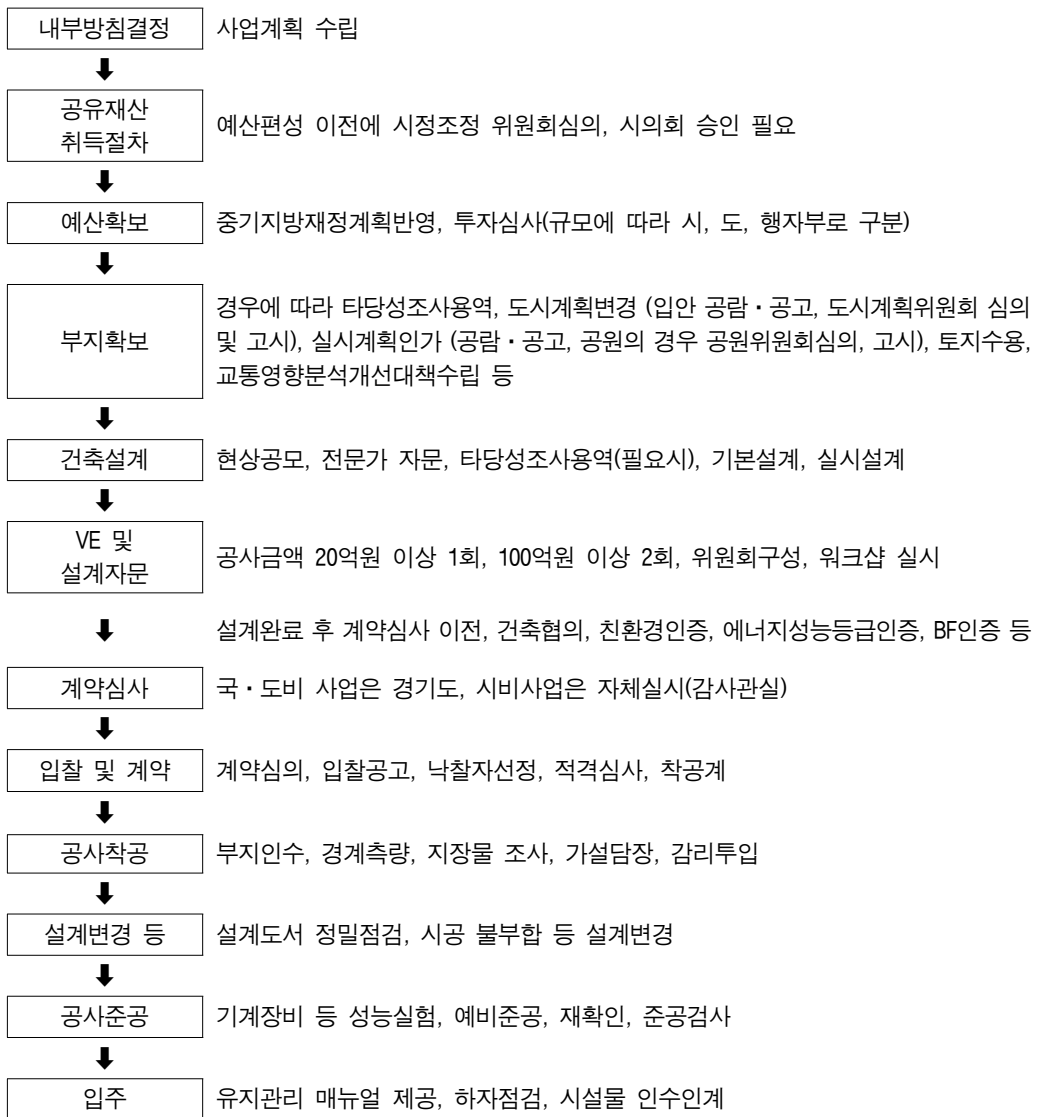 내부방침결정 사업계획 수립
⬇
공유재산
취득절차
예산편성 이전에 시정조정 위원회심의, 시의회 승인 필요
⬇
예산확보 중기지방재정계획반영, 투자심사(규모에 따라 시, 도, 행자부로 구분)
⬇
부지확보
경우에 따라 타당성조사용역, 도시계획변경 (입안 공람·공고, 도시계획위원회 심의
및 고시), 실시계획인가 (공람·공고, 공원의 경우 공원위원회심의, 고시), 토지수용,
교통영향분석개선대책수립 등
⬇
건축설계 현상공모, 전문가 자문, 타당성조사용역(필요시), 기본설계, 실시설계
⬇
VE 및
설계자문
공사금액 20억원 이상 1회, 100억원 이상 2회, 위원회구성, 워크샵 실시
⬇ 설계완료 후 계약심사 이전, 건축협의, 친환경인증, 에너지성능등급인증, BF인증 등
계약심사 국·도비 사업은 경기도, 시비사업은 자체실시(감사관실)
⬇
입찰 및 계약 계약심의, 입찰공고, 낙찰자선정, 적격심사, 착공계
⬇
공사착공 부지인수, 경계측량, 지장물 조사, 가설담장, 감리투입
⬇
설계변경 등 설계도서 정밀점검, 시공 불부합 등 설계변경
⬇
공사준공 기계장비 등 성능실험, 예비준공, 재확인, 준공검사
⬇
입주 유지관리 매뉴얼 제공, 하자점검, 시설물 인수인계